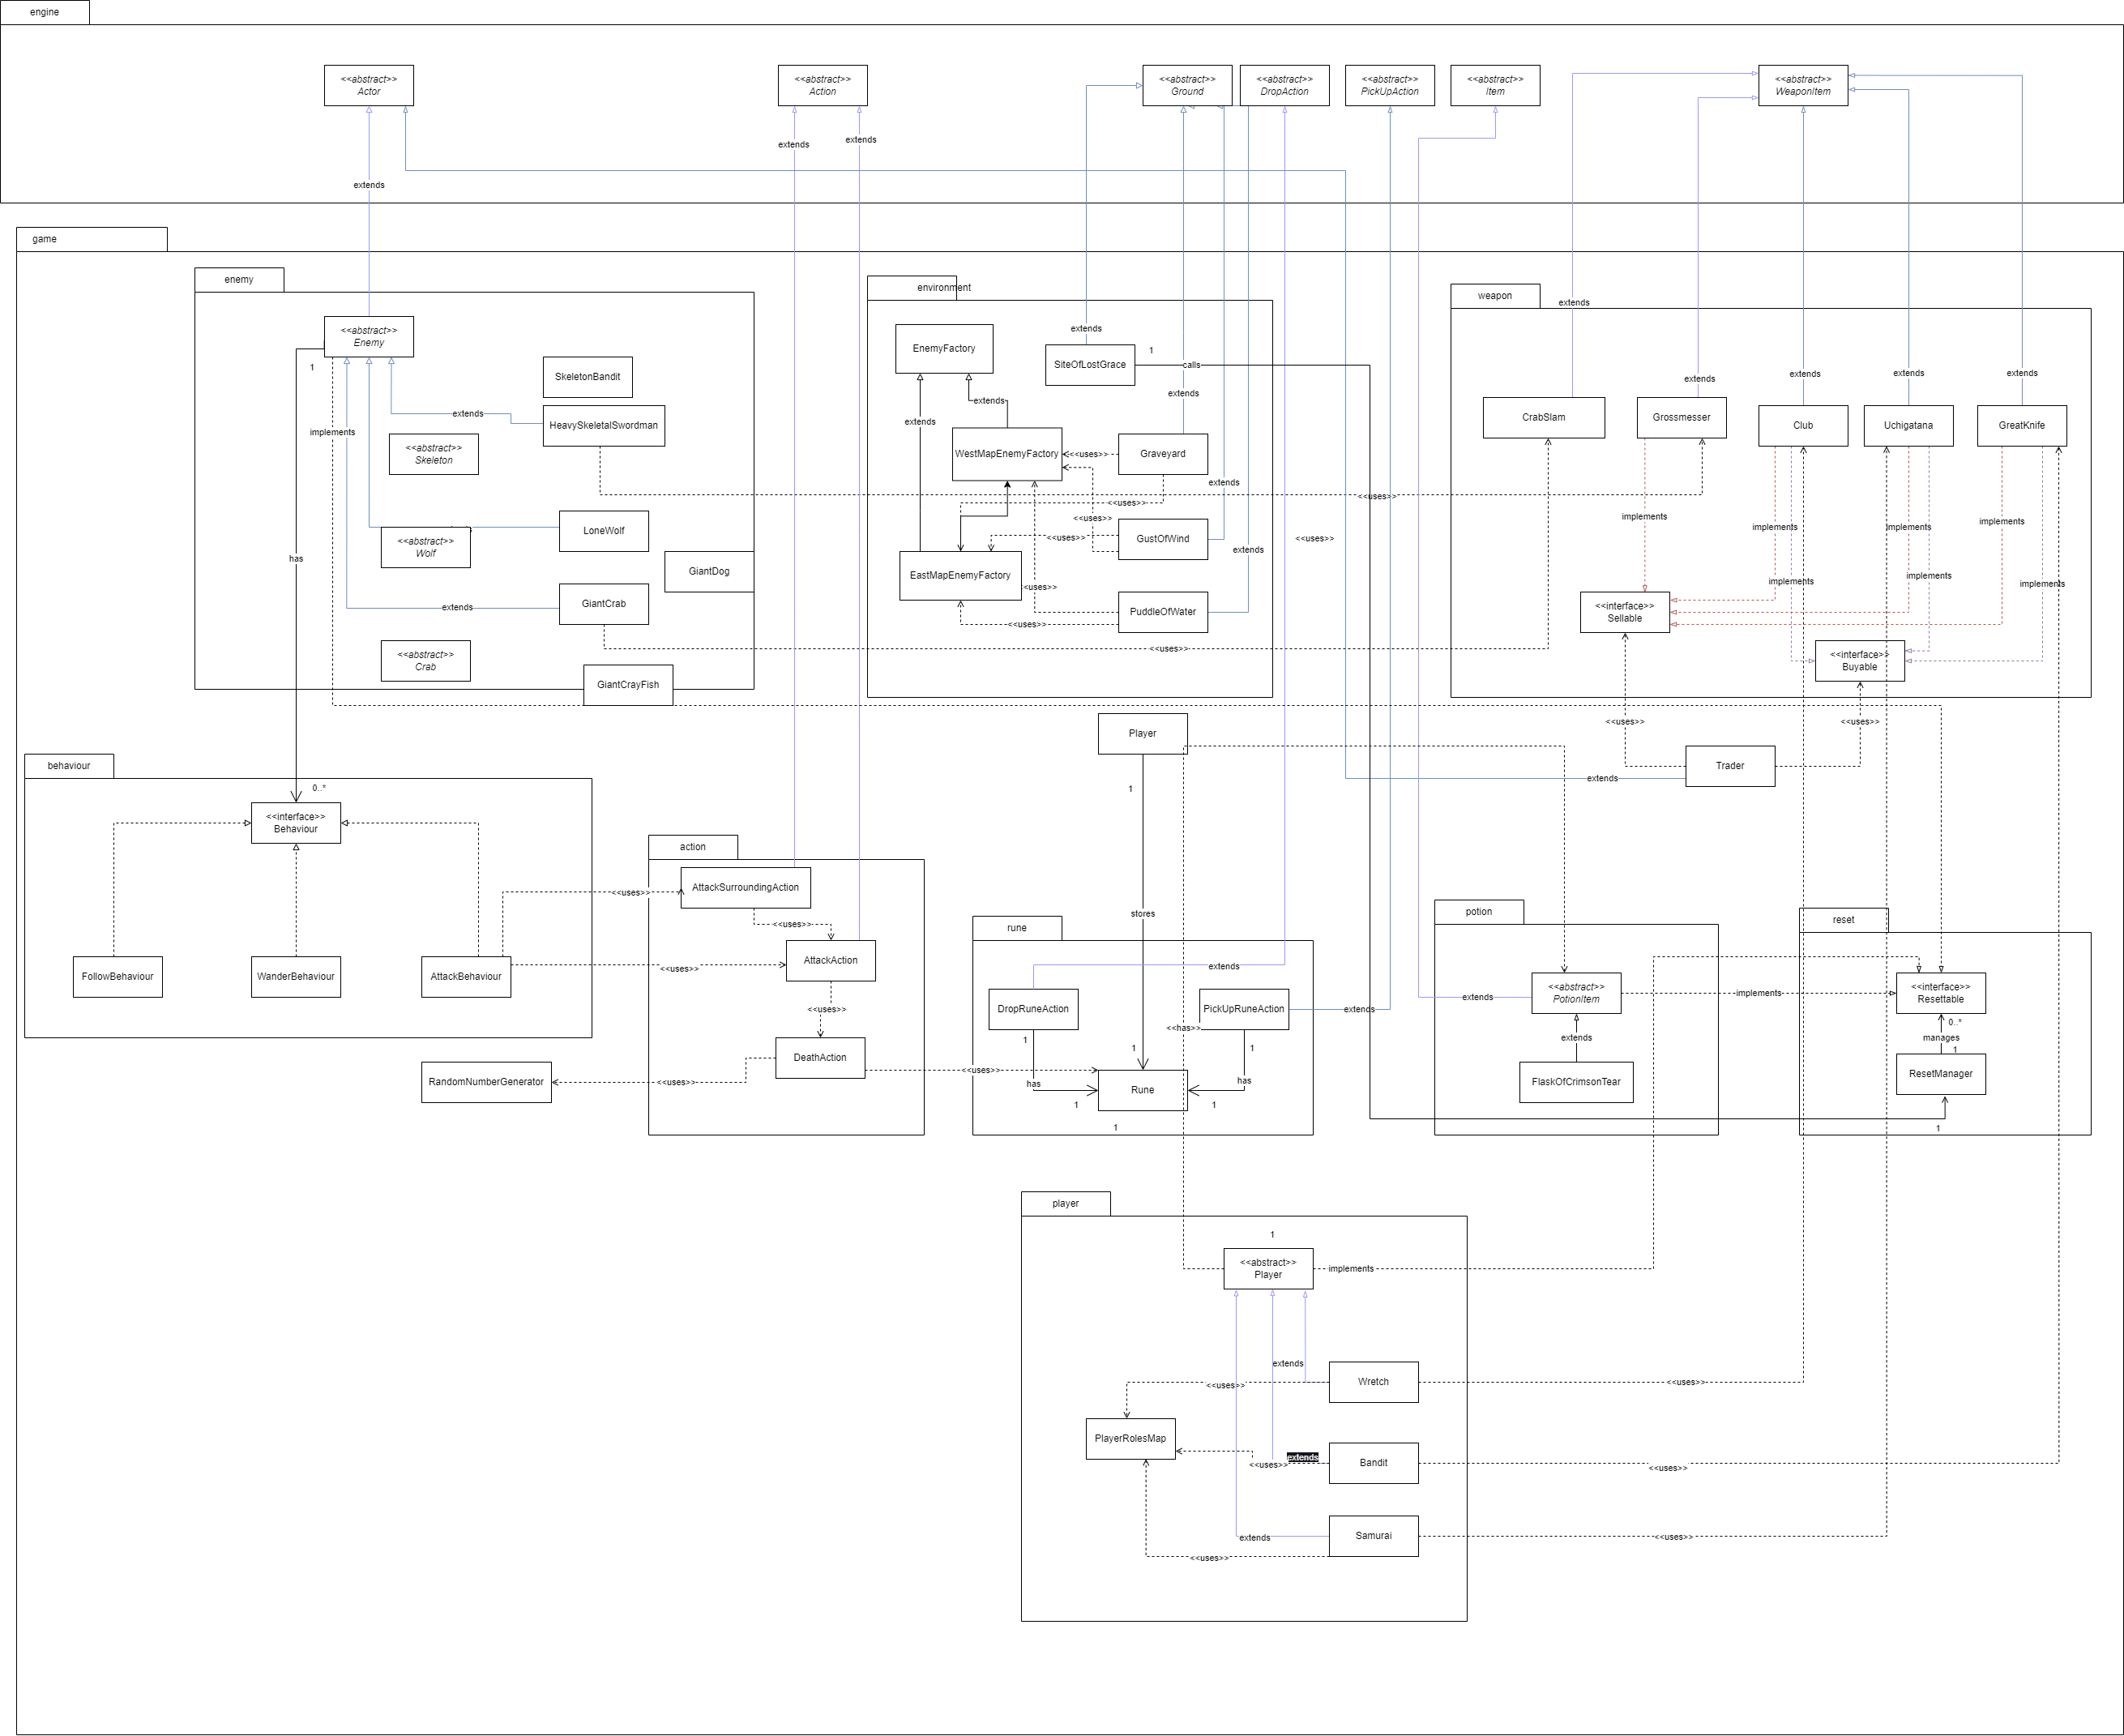 engine
<<abstract>>
Actor
<<abstract>>
Action
<<abstract>>
Ground
<<abstract>>
DropAction
<<abstract>>
PickUpAction
<<abstract>>
Item
<<abstract>>
WeaponItem
extends
extends
extends
game
enemy
<<abstract>>
Enemy
1
implements
SkeletonBandit
HeavySkeletalSwordman
extends
<<abstract>>
Skeleton
LoneWolf
<<abstract>>
Wolf
GiantDog
GiantCrab
extends
<<abstract>>
Crab
GiantCrayFish
has
environment
EnemyFactory
extends
SiteOfLostGrace
1
calls
extends
extends
extends
WestMapEnemyFactory
<<uses>>
Graveyard
extends
<<uses>>
<<uses>>
<<uses>>
GustOfWind
extends
<<uses>>
<<uses>>
EastMapEnemyFactory
<<uses>>
PuddleOfWater
<<uses>>
<<uses>>
weapon
extends
extends
extends
extends
extends
CrabSlam
Grossmesser
Club
Uchigatana
GreatKnife
implements
implements
implements
implements
implements
implements
implements
<<interface>>
Sellable
<<interface>>
Buyable
<<uses>>
<<uses>>
Trader
extends
Player
1
stores
1
behaviour
0..*
<<interface>>
Behaviour
FollowBehaviour
WanderBehaviour
AttackBehaviour
<<uses>>
<<uses>>
action
AttackSurroundingAction
<<uses>>
AttackAction
<<uses>>
DeathAction
RandomNumberGenerator
<<uses>>
<<uses>>
rune
extends
DropRuneAction
PickUpRuneAction
extends
<<has>>
1
1
has
has
Rune
1
1
1
potion
extends
<<abstract>>
PotionItem
implements
extends
FlaskOfCrimsonTear
reset
<<interface>>
Resettable
0..*
manages
1
ResetManager
1
player
1
<<abstract>>
Player
implements
extends
Wretch
<<uses>>
<<uses>>
PlayerRolesMap
extends
<<uses>>
Bandit
<<uses>>
extends
Samurai
<<uses>>
<<uses>>